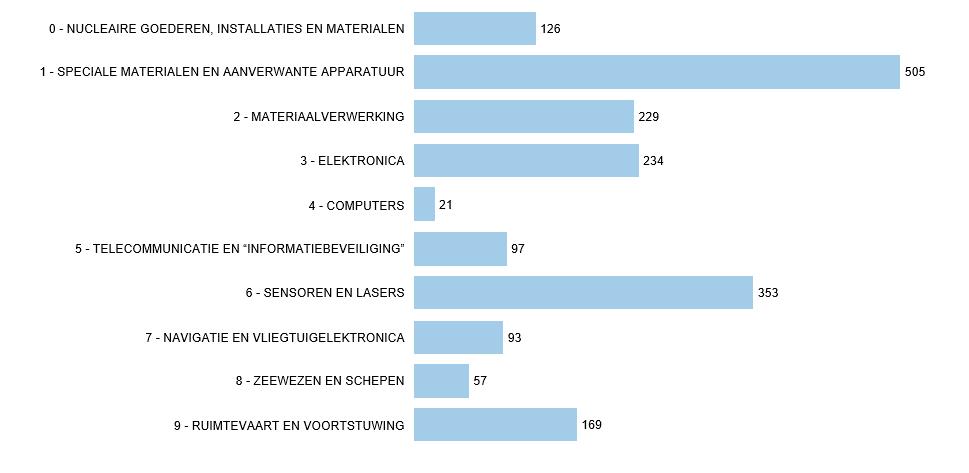 0 - NUCLEAIRE GOEDEREN, INSTALLATIES EN MATERIALEN 126
1 - SPECIALE MATERIALEN EN AANVERWANTE APPARATUUR 505
2 - MATERIAALVERWERKING 229
3 - ELEKTRONICA 234
4 - COMPUTERS 21
5 - TELECOMMUNICATIE EN “INFORMATIEBEVEILIGING” 97
6 - SENSOREN EN LASERS 353
7 - NAVIGATIE EN VLIEGTUIGELEKTRONICA 93
8 - ZEEWEZEN EN SCHEPEN 57
9 - RUIMTEVAART EN VOORTSTUWING 169